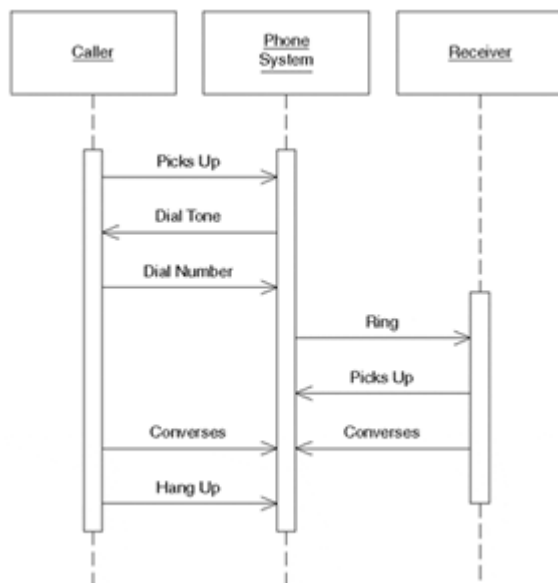 Caller
Phone
System
Receiver
Picks Up
Dial Tone
Dial Number
Ring
Picks Up
Converses
Converses
Hang Up